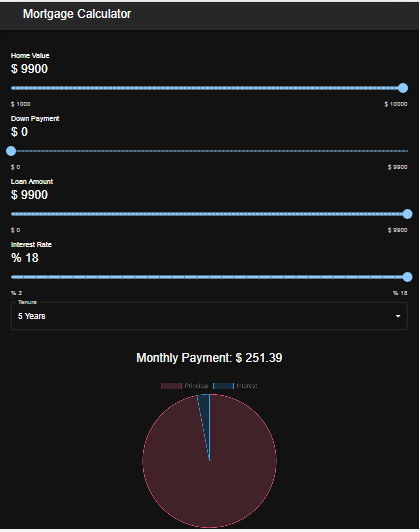 Mortgage Calculator
Home Value
$ 9900
$ 1000 $ 10000
Down Payment
$ 0
$ 0 $ 9900
Loan Amount
$ 9900
$ 0 $ 9900
Interest Rate
% 18
% 2 % 18
Tenure
5 Years
Monthly Payment: $ 251.39
Principal Interest